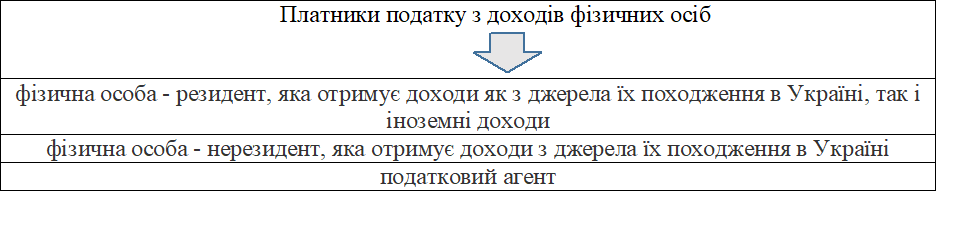 Платники податку з доходів фізичних осіб
фізична особа - резидент, яка отримує доходи як з джерела їх походження в Україні, так і
іноземні доходи
фізична особа - нерезидент, яка отримує доходи з джерела їх походження в Україні
податковий агент